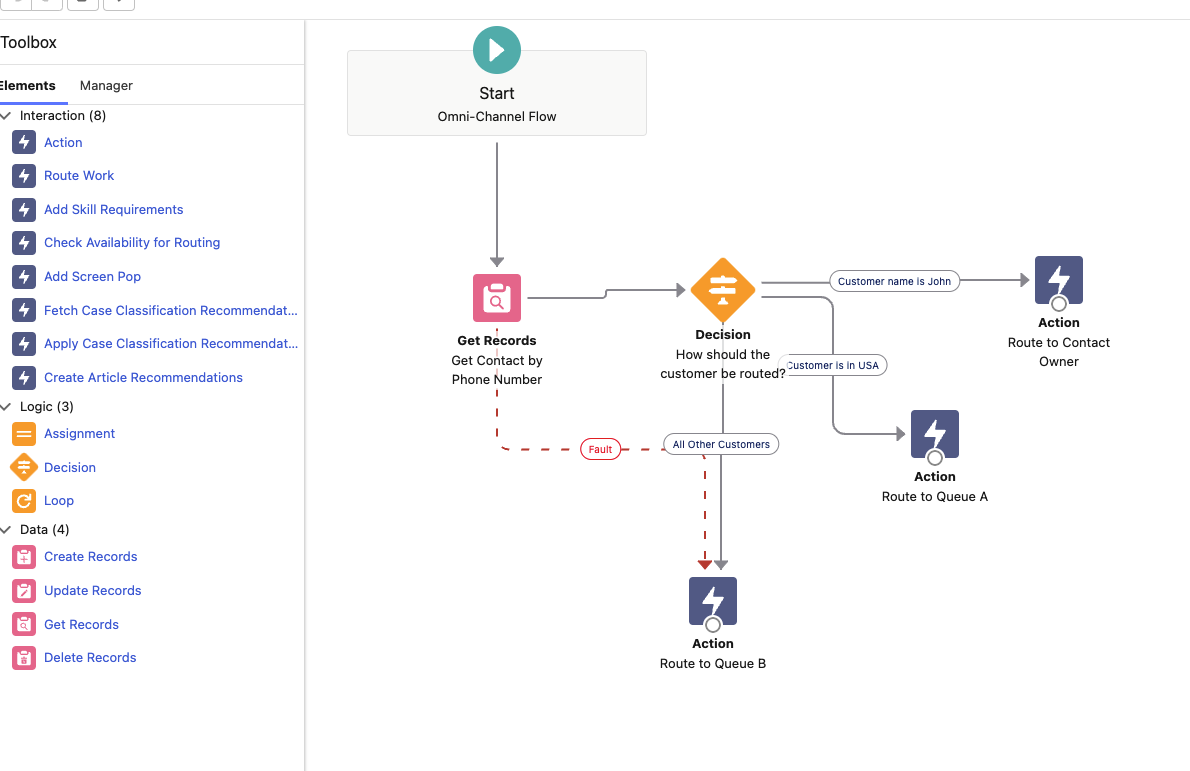 Toolbox
Elements
Manager
Interaction (8)
Action
Route Work
Add Skill Requirements
Check Availability for Routing
Add Screen Pop
Fetch Case Classification Recommendat...
Apply Case Classification Recommendat...
Create Article Recommendations
Logic (3)
Assignment
Decision
Loop
Data (4)
Create Records
Update Records
Get Records
Delete Records
Start
Omni-Channel Flow
Get Records
Get Contact by
Phone Number
Decision
How should the
customer be routed?
Customer name is John
Action
Route to Contact
Owner
Customer is in USA
Action
Route to Queue A
Fault
All Other Customers
Action
Route to Queue B